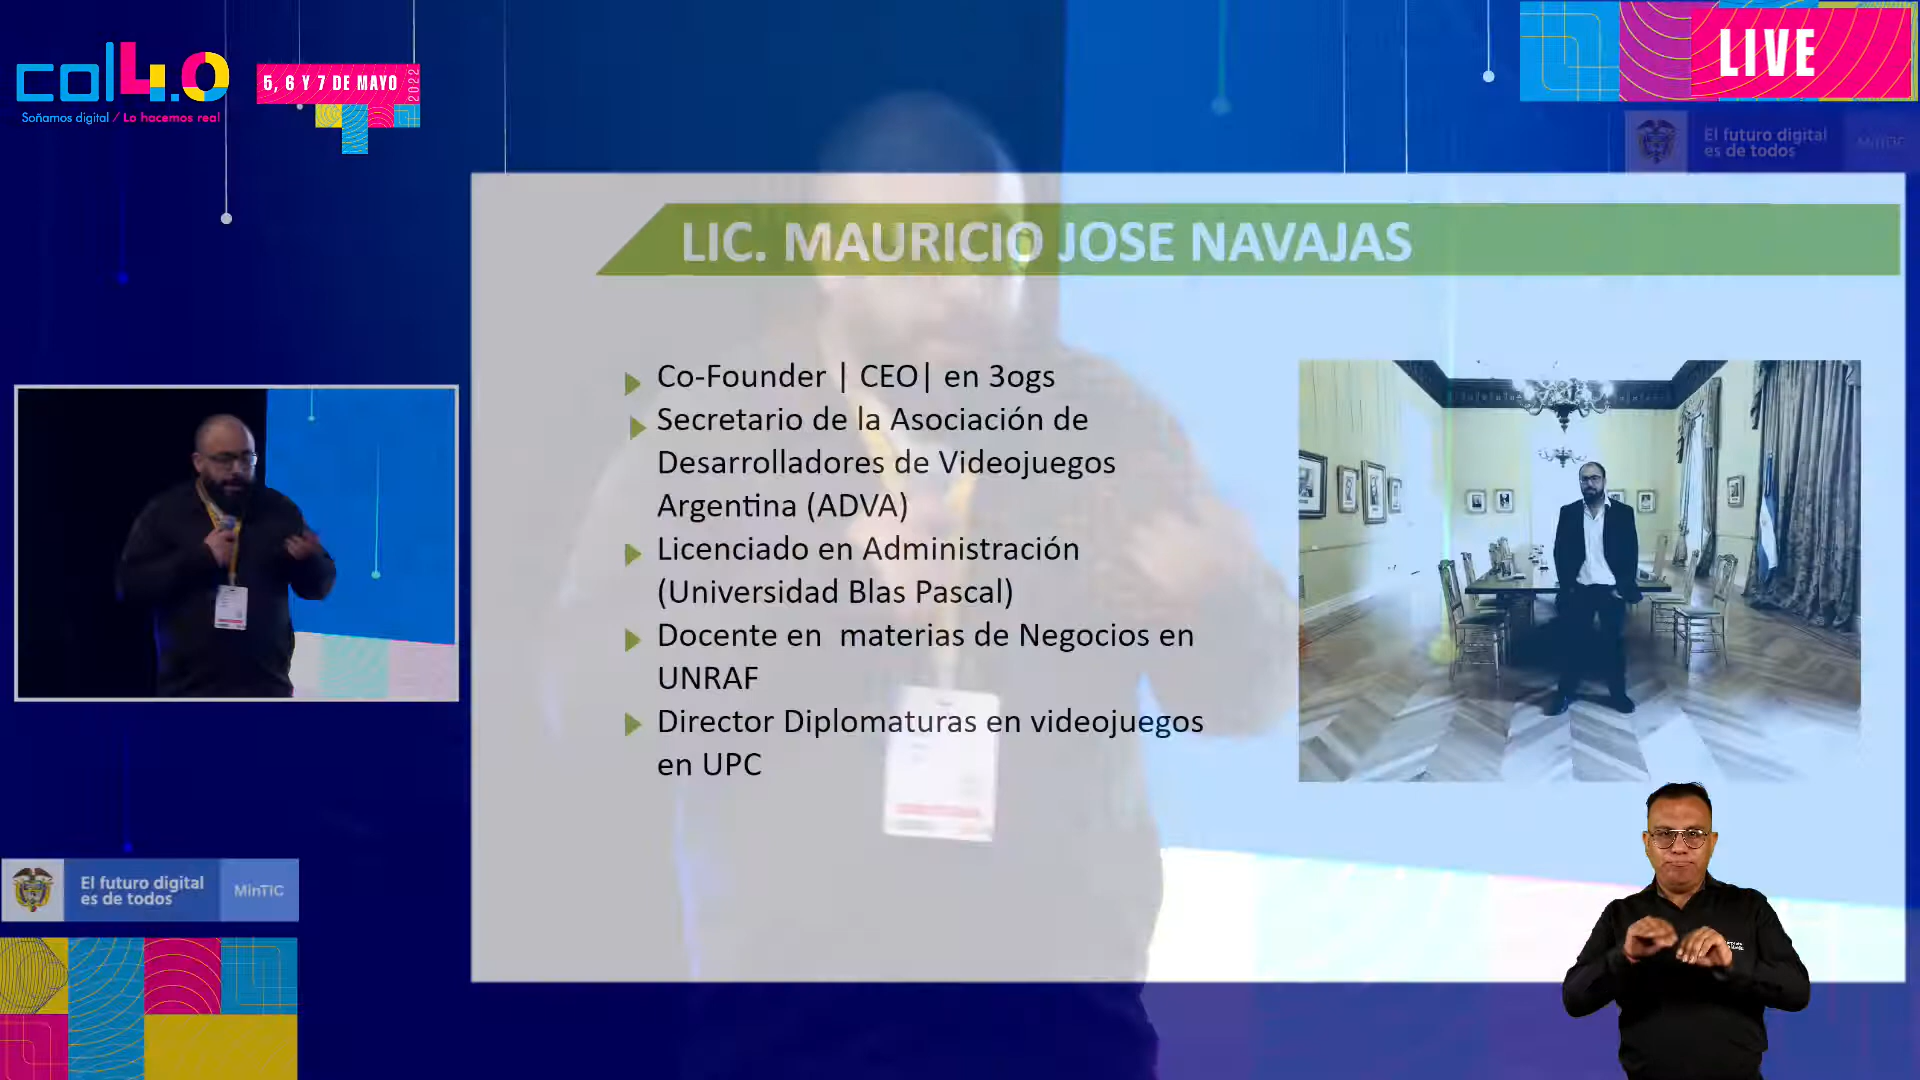 col4.0
Soñamos digital / Lo hacemos real
5, 6 Y 7 DE MAYO
2022
LIVE
El futuro digital
es de todos
MinTIC
LIC. MAURICIO JOSE NAVAJAS
Co-Founder | CEO| en 3ogs
Secretario de la Asociación de
Desarrolladores de Videojuegos
Argentina (ADVA)
Licenciado en Administración
(Universidad Blas Pascal)
Docente en  materias de Negocios en
UNRAF
Director Diplomaturas en videojuegos
en UPC
El futuro digital
es de todos
MinTIC